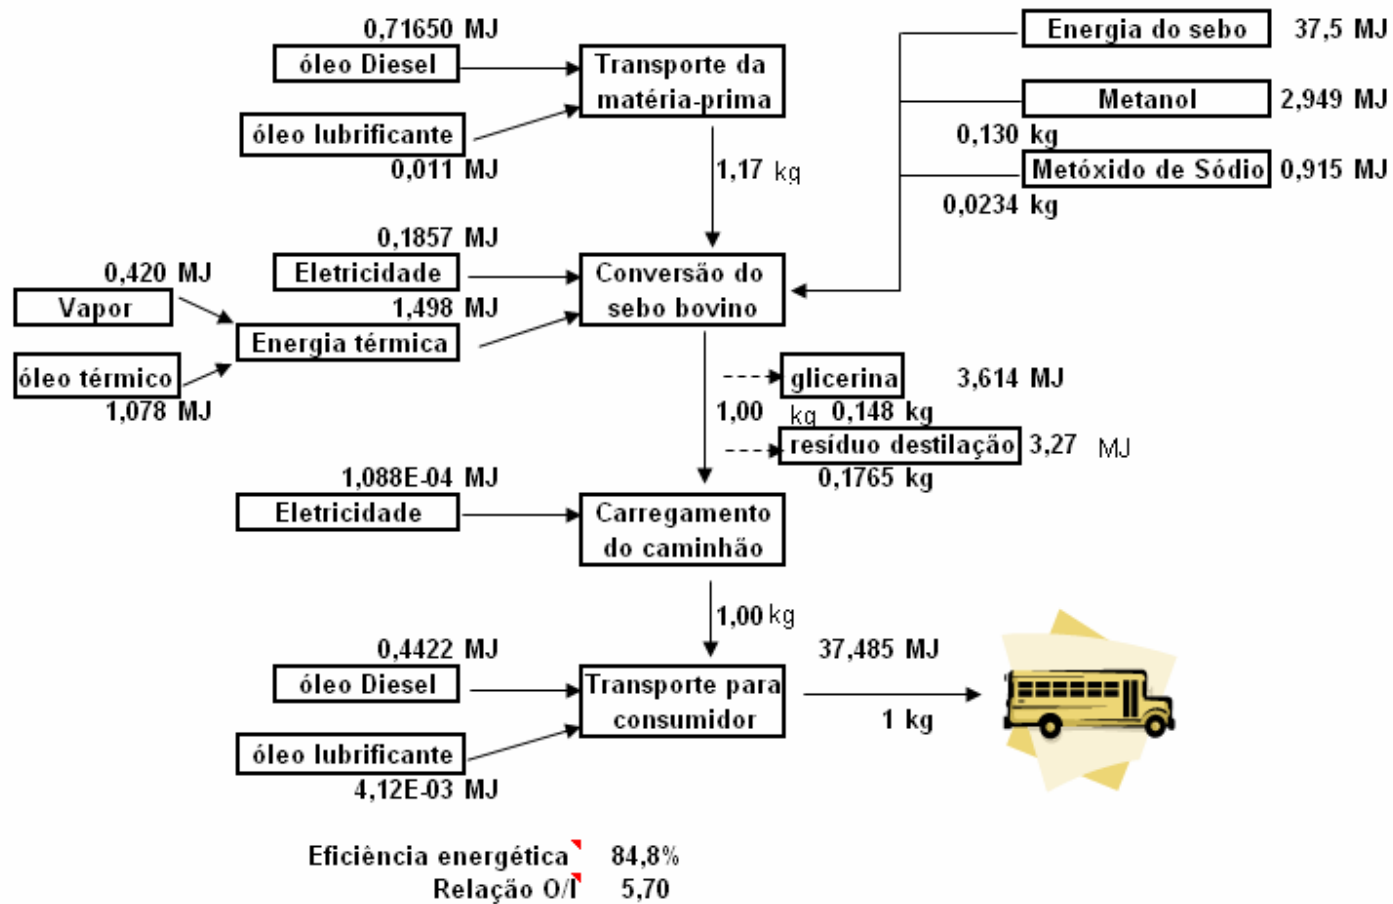 0,71650 MJ
óleo Diesel
Transporte da
matéria-prima
óleo lubrificante
0,011 MJ
1,17 kg
Energia do sebo 37,5 MJ
Metanol 2,949 MJ
0,130 kg
Metóxido de Sódio 0,915 MJ
0,0234 kg
0,1857 MJ
Eletricidade
0,420 MJ
Vapor
1,498 MJ
Energia térmica
óleo térmico
1,078 MJ
Conversão do
sebo bovino
glicerina 3,614 MJ
1,00 kg 0,148 kg
resíduo destilação 3,27 MJ
0,1765 kg
1,088E-04 MJ
Eletricidade
Carregamento
do caminhão
1,00 kg
0,4422 MJ
óleo Diesel
Transporte para
consumidor
óleo lubrificante
4,12E-03 MJ
37,485 MJ
1 kg
Eficiência energética 84,8%
Relação O/I 5,70